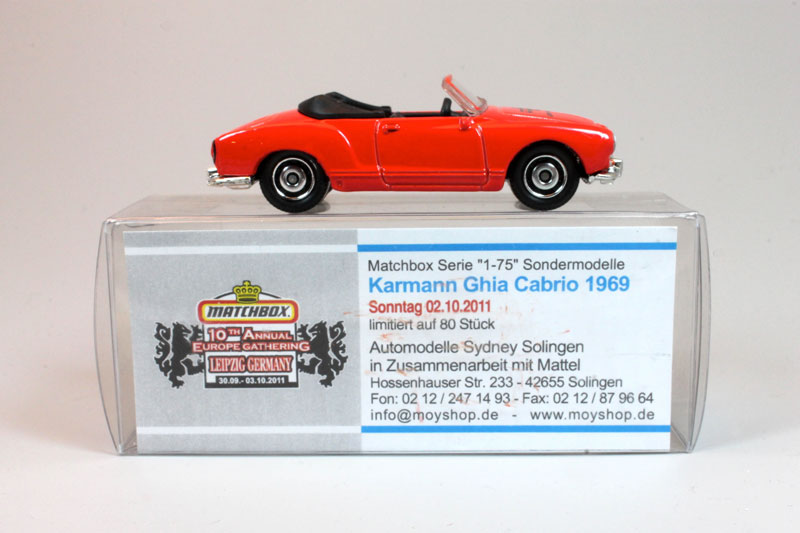 MATCHBOX
10TH ANNUAL
EUROPE GATHERING
LEIPZIG GERMANY
30.09.- 03.10.2011
Matchbox Serie "1-75" Sondermodelle
Karmann Ghia Cabrio 1969
Sonntag 02.10.2011
limitiert auf 80 Stück
Automodelle Sydney Solingen
in Zusammenarbeit mit Mattel
Hossenhauser Str. 233 - 42655 Solingen
Fon: 02 12 / 247 14 93 - Fax: 02 12 / 87 96 64
info@moyshop.de - www.moyshop.de